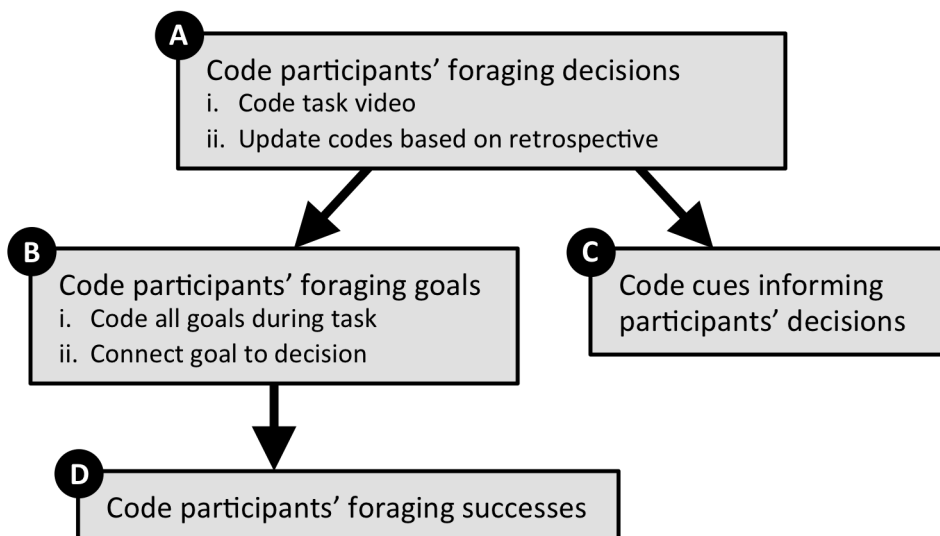 A
Code participants’ foraging decisions
i. Code task video
ii. Update codes based on retrospective
B
Code participants’ foraging goals
i. Code all goals during task
ii. Connect goal to decision
C
Code cues informing
participants’ decisions
D
Code participants’ foraging successes